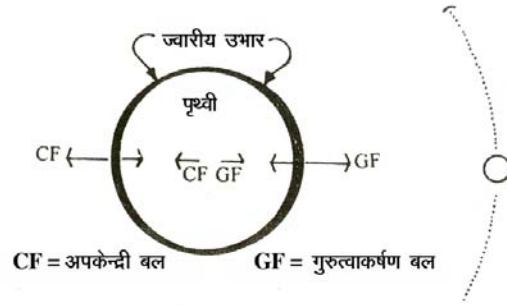 ज्वारीय उभार
पृथ्वी
CF CF GF GF
CF = अपकेन्द्री बल GF = गुरुत्वाकर्षण बल